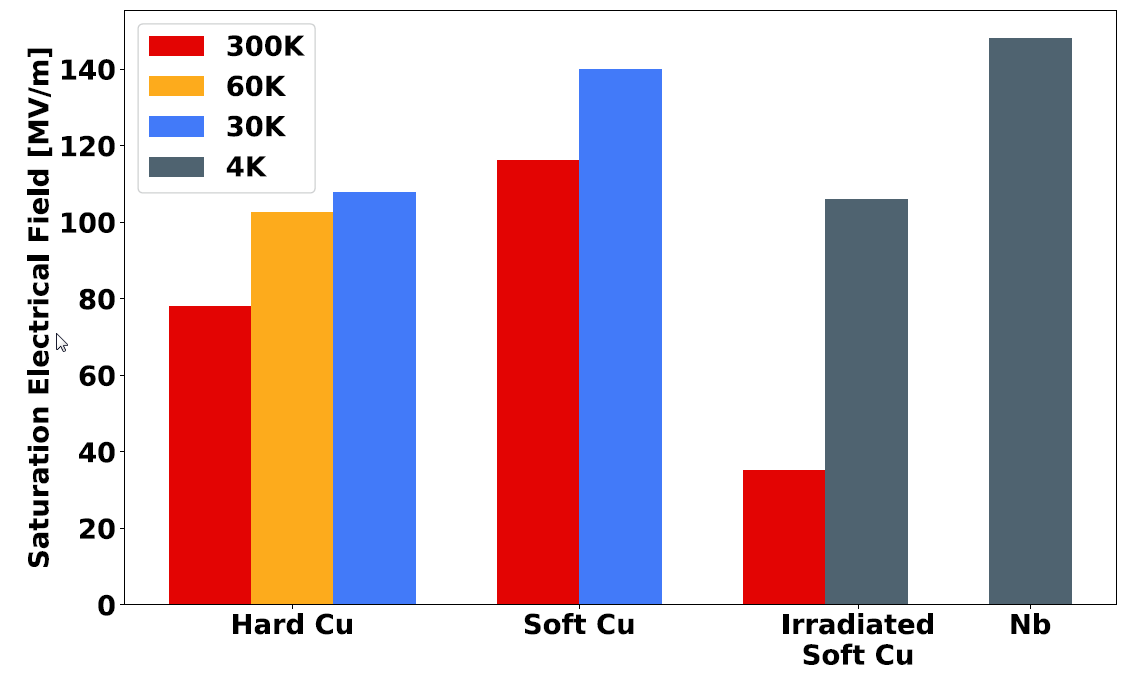 Saturation Electrical Field [MV/m]
140
120
100
80
60
40
20
0
300K
60K
30K
4K
Hard Cu
Soft Cu
Irradiated
Soft Cu
Nb